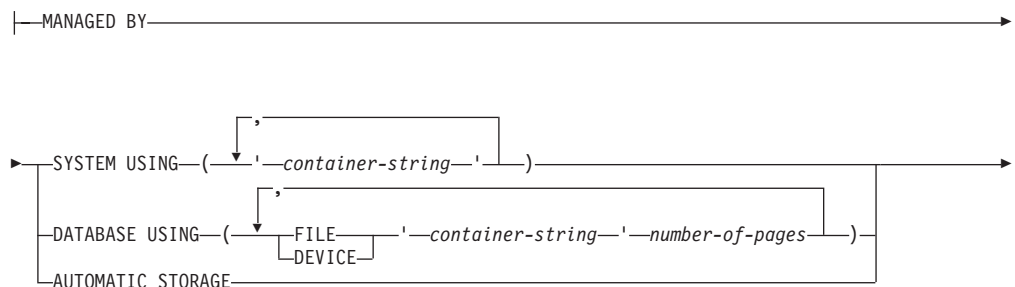 MANAGED BY
,
SYSTEM USING ( ' container-string ' )
,
DATABASE USING ( FILE ' container-string ' number-of-pages )
DEVICE
AUTOMATIC STORAGE